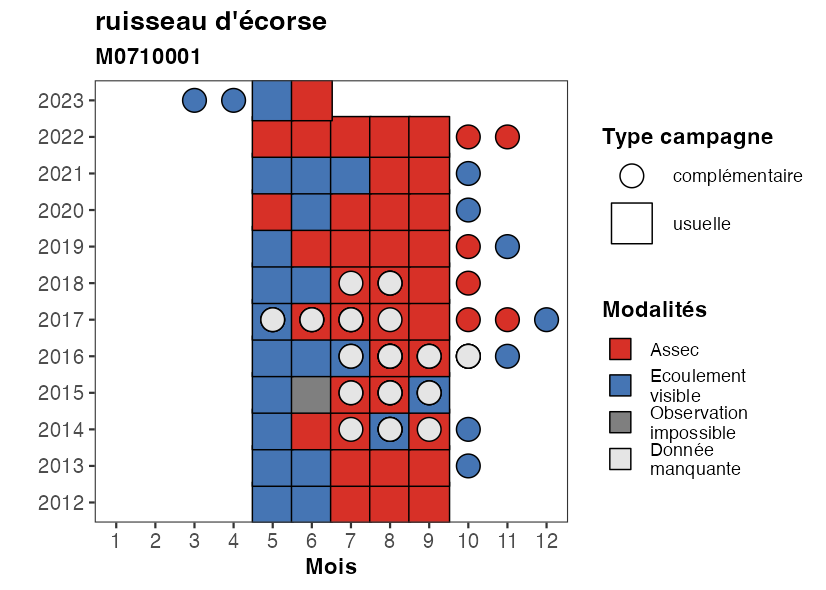 ruisseau d'écorse
M0710001
2023
2022
2021
2020
2019
2018
2017
2016
2015
2014
2013
2012
1 2 3 4 5 6 7 8 9 10 11 12
Mois
Type campagne
complémentaire
usuelle
Modalités
Assec
Ecoulement
visible
Observation
impossible
Donnée
manquante